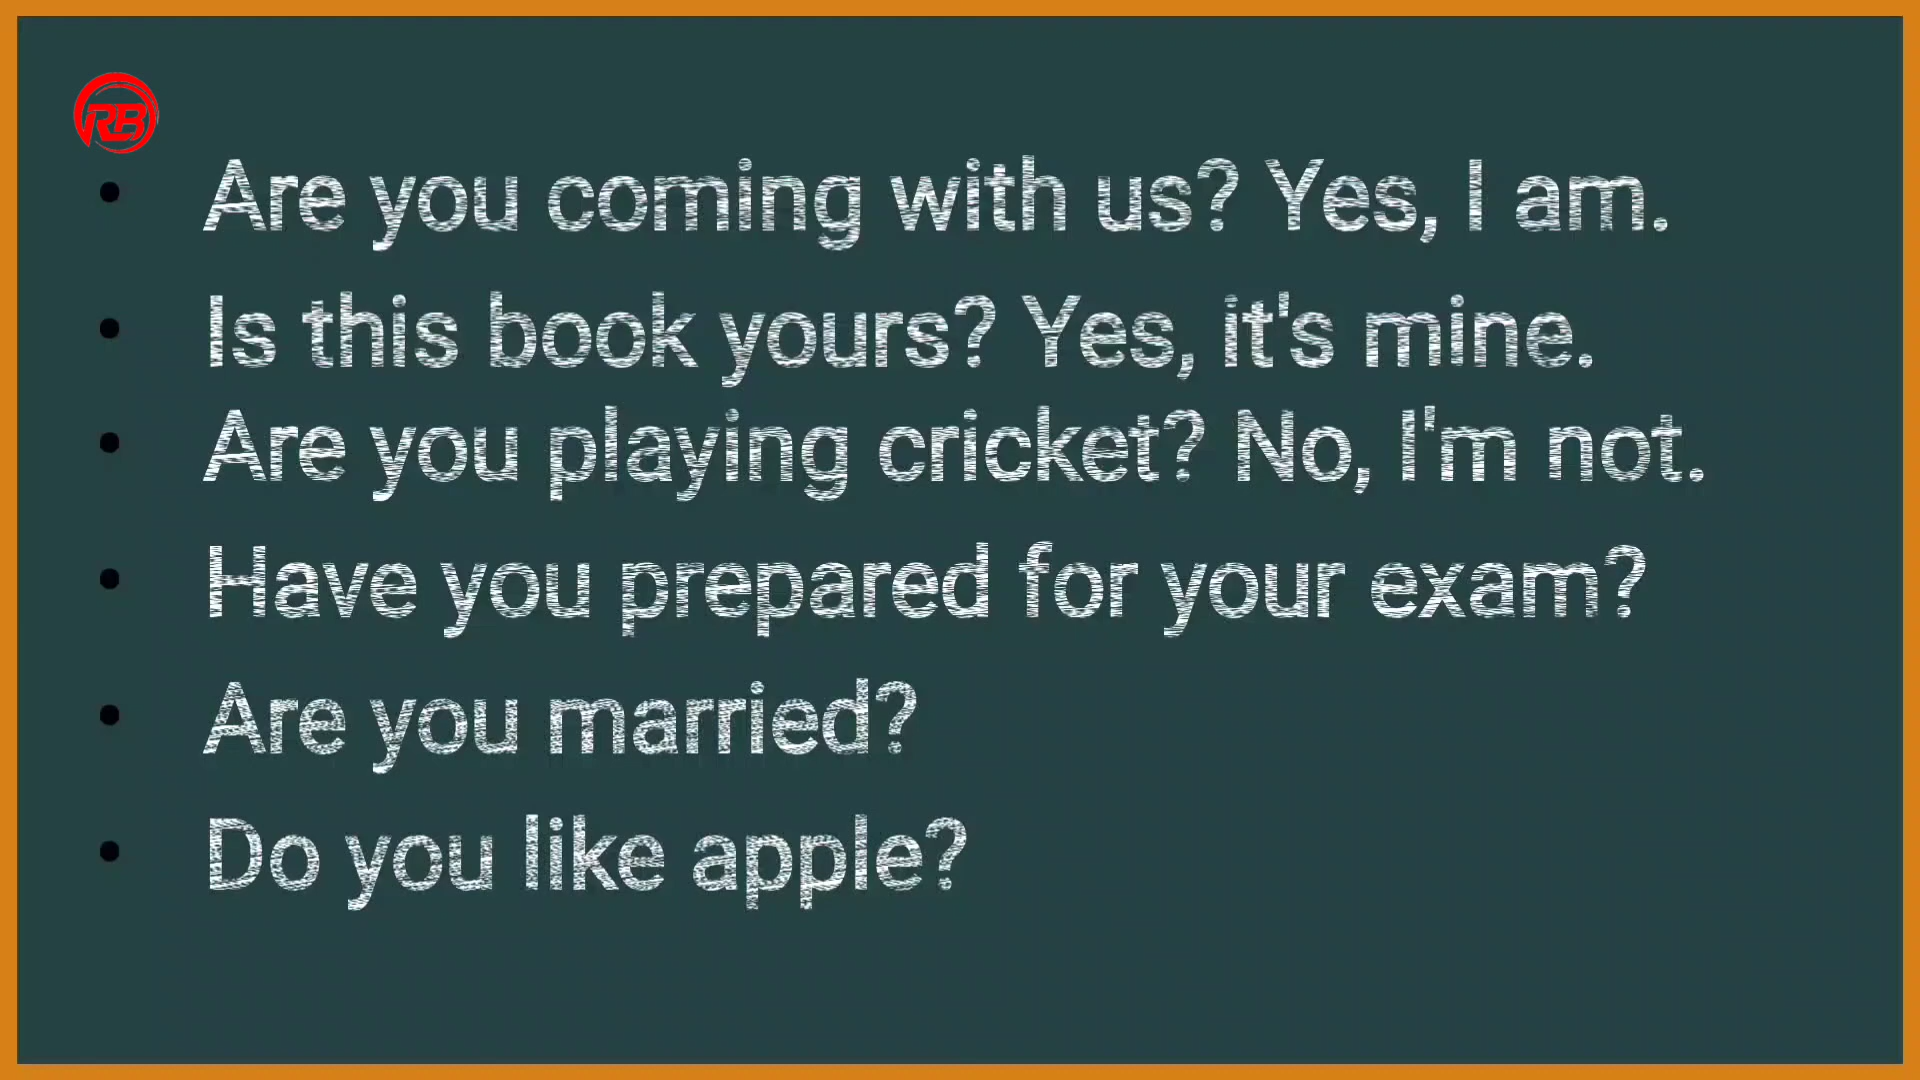 RB
Are you coming with us? Yes, I am.
Is this book yours? Yes, it's mine.
Are you playing cricket? No, I'm not.
Have you prepared for your exam?
Are you married?
Do you like apple?